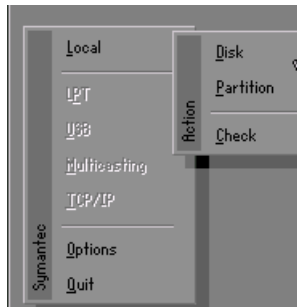 Local
LPT
USB
Multicasting
TCP/IP
Options
Quit
Symantec
Disk
Partition
Check
Action